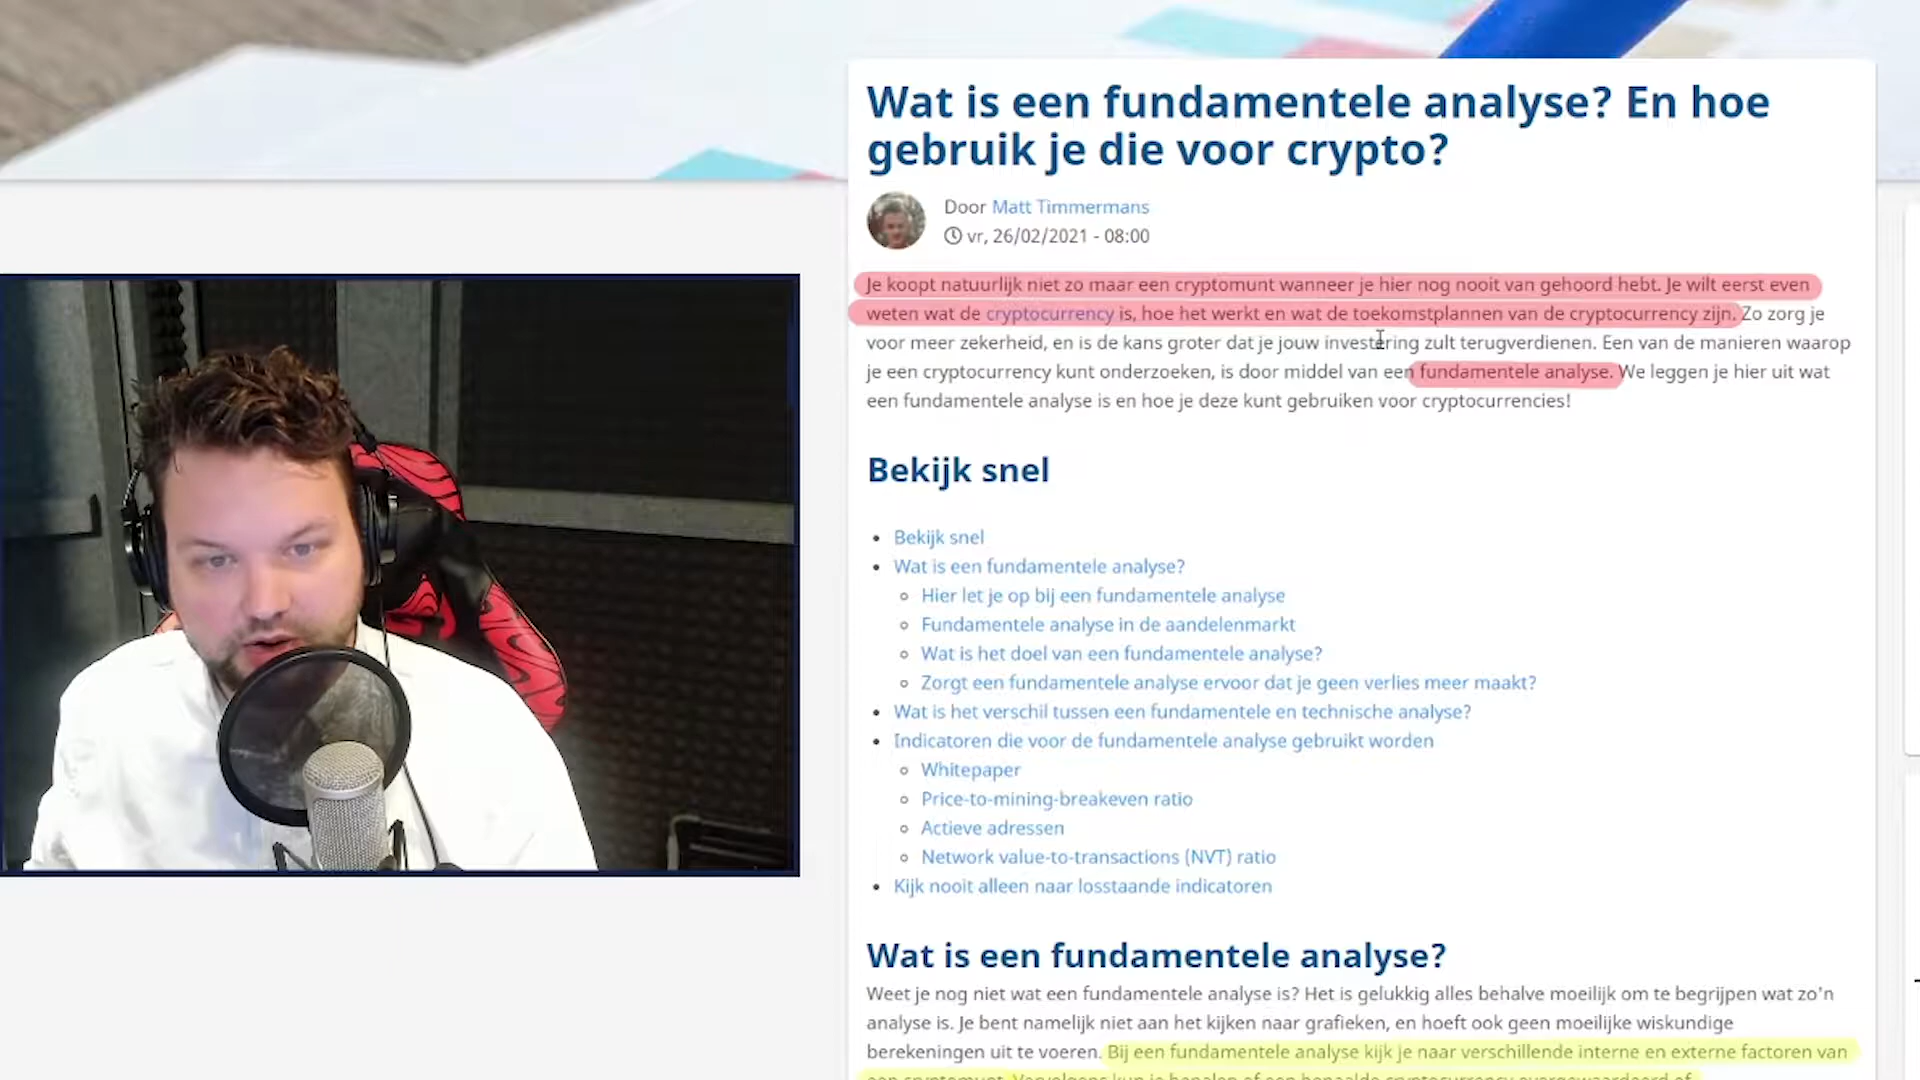 Wat is een fundamentele analyse? En hoe
gebruik je die voor crypto?
Door Matt Timmermans
vr, 26/02/2021 - 08:00
Je koopt natuurlijk niet zo maar een cryptomunt wanneer je hier nog nooit van gehoord hebt. Je wilt eerst even
weten wat de cryptocurrency is, hoe het werkt en wat de toekomstplannen van de cryptocurrency zijn. Zo zorg je
voor meer zekerheid, en is de kans groter dat je jouw investering zult terugverdienen. Een van de manieren waarop
je een cryptocurrency kunt onderzoeken, is door middel van een fundamentele analyse. We leggen je hier uit wat
een fundamentele analyse is en hoe je deze kunt gebruiken voor cryptocurrencies!
Bekijk snel
Bekijk snel
Wat is een fundamentele analyse?
Hier let je op bij een fundamentele analyse
Fundamentele analyse in de aandelenmarkt
Wat is het doel van een fundamentele analyse?
Zorgt een fundamentele analyse ervoor dat je geen verlies meer maakt?
Wat is het verschil tussen een fundamentele en technische analyse?
Indicatoren die voor de fundamentele analyse gebruikt worden
Whitepaper
Price-to-mining-breakeven ratio
Actieve adressen
Network value-to-transactions (NVT) ratio
Kijk nooit alleen naar losstaande indicatoren
Wat is een fundamentele analyse?
Weet je nog niet wat een fundamentele analyse is? Het is gelukkig alles behalve moeilijk om te begrijpen wat zo'n
analyse is. Je bent namelijk niet aan het kijken naar grafieken, en hoeft ook geen moeilijke wiskundige
berekeningen uit te voeren. Bij een fundamentele analyse kijk je naar verschillende interne en externe factoren van